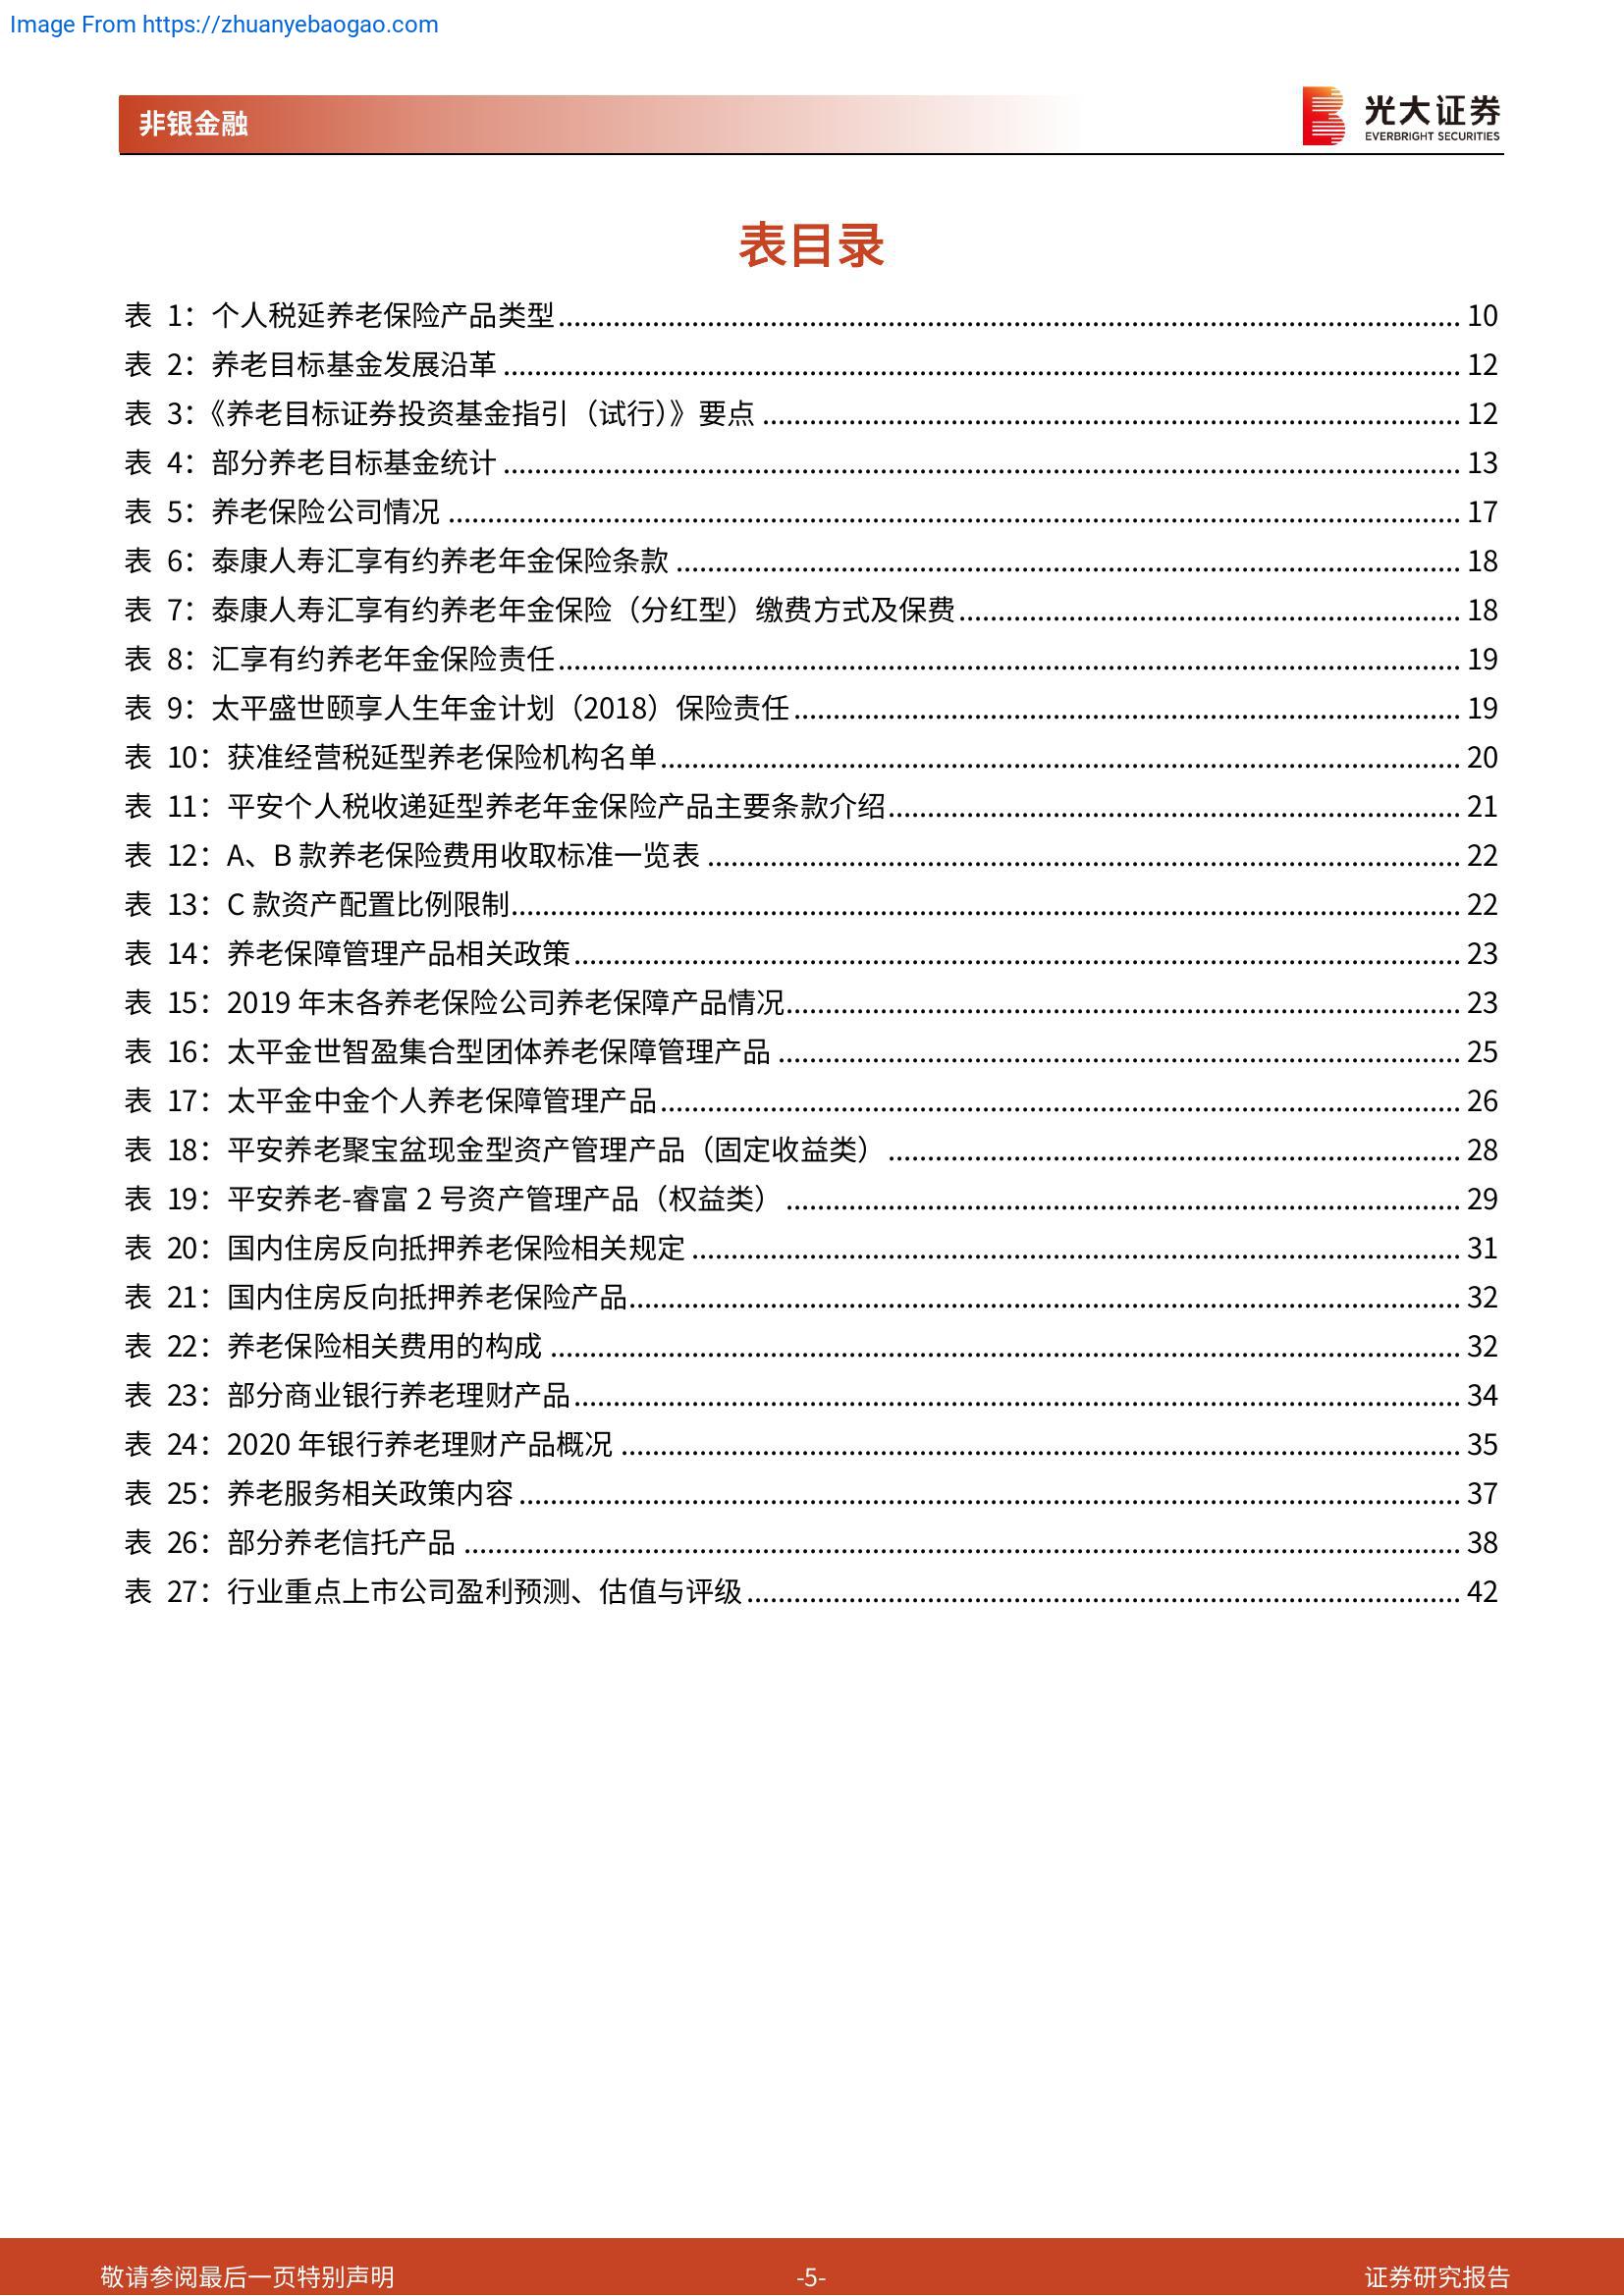 Image From https://zhuanyebaogao.com
非银金融
光大证券
EVERBRIGHT SECURITIES
表目录
表 1：个人税延养老保险产品类型 10
表 2：养老目标基金发展沿革 12
表 3：《养老目标证券投资基金指引（试行）》要点 12
表 4：部分养老目标基金统计 13
表 5：养老保险公司情况 17
表 6：泰康人寿汇享有约养老年金保险条款 18
表 7：泰康人寿汇享有约养老年金保险（分红型）缴费方式及保费 18
表 8：汇享有约养老年金保险责任 19
表 9：太平盛世颐享人生年金计划（2018）保险责任 19
表 10：获准经营税延型养老保险机构名单 20
表 11：平安个人税收递延型养老年金保险产品主要条款介绍 21
表 12：A、B 款养老保险费用收取标准一览表 22
表 13：C 款资产配置比例限制 22
表 14：养老保障管理产品相关政策 23
表 15：2019 年末各养老保险公司养老保障产品情况 23
表 16：太平金世智盈集合型团体养老保障管理产品 25
表 17：太平金中金个人养老保障管理产品 26
表 18：平安养老聚宝盆现金型资产管理产品（固定收益类） 28
表 19：平安养老-睿富 2 号资产管理产品（权益类） 29
表 20：国内住房反向抵押养老保险相关规定 31
表 21：国内住房反向抵押养老保险产品 32
表 22：养老保险相关费用的构成 32
表 23：部分商业银行养老理财产品 34
表 24：2020 年银行养老理财产品概况 35
表 25：养老服务相关政策内容 37
表 26：部分养老信托产品 38
表 27：行业重点上市公司盈利预测、估值与评级 42
敬请参阅最后一页特别声明
-5-
证券研究报告